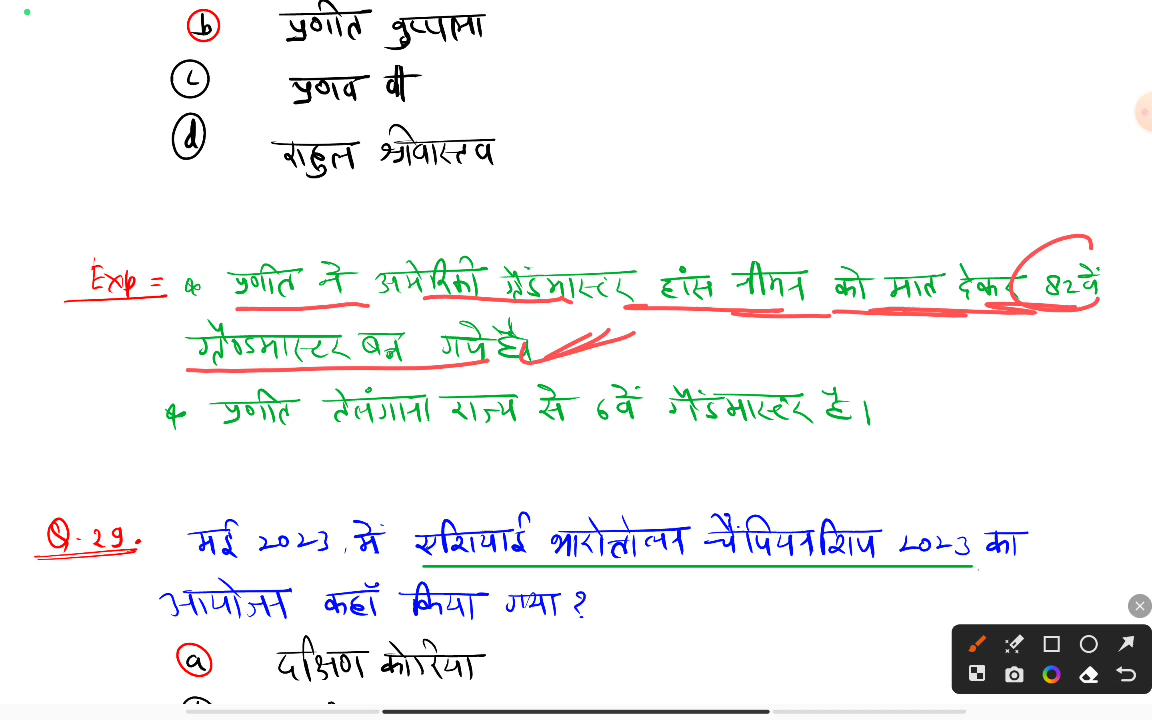 b प्रणीत वुप्पाला
c प्रणव वी
d राहुल श्रीवास्तव
Exp = * प्रणीत ने अमेरिकी ग्रैंडमास्टर हांस नीमन को मात देकर 82वें
ग्रैण्डमास्टर बन गये है।
* प्रणीत तेलंगाना राज्य से 6वें ग्रैंडमास्टर है।
Q.29. मई 2023 में एशियाई भारोत्तोलन चैंपियनशिप 2023 का
आयोजन कहाँ किया गया?
a दक्षिण कोरिया